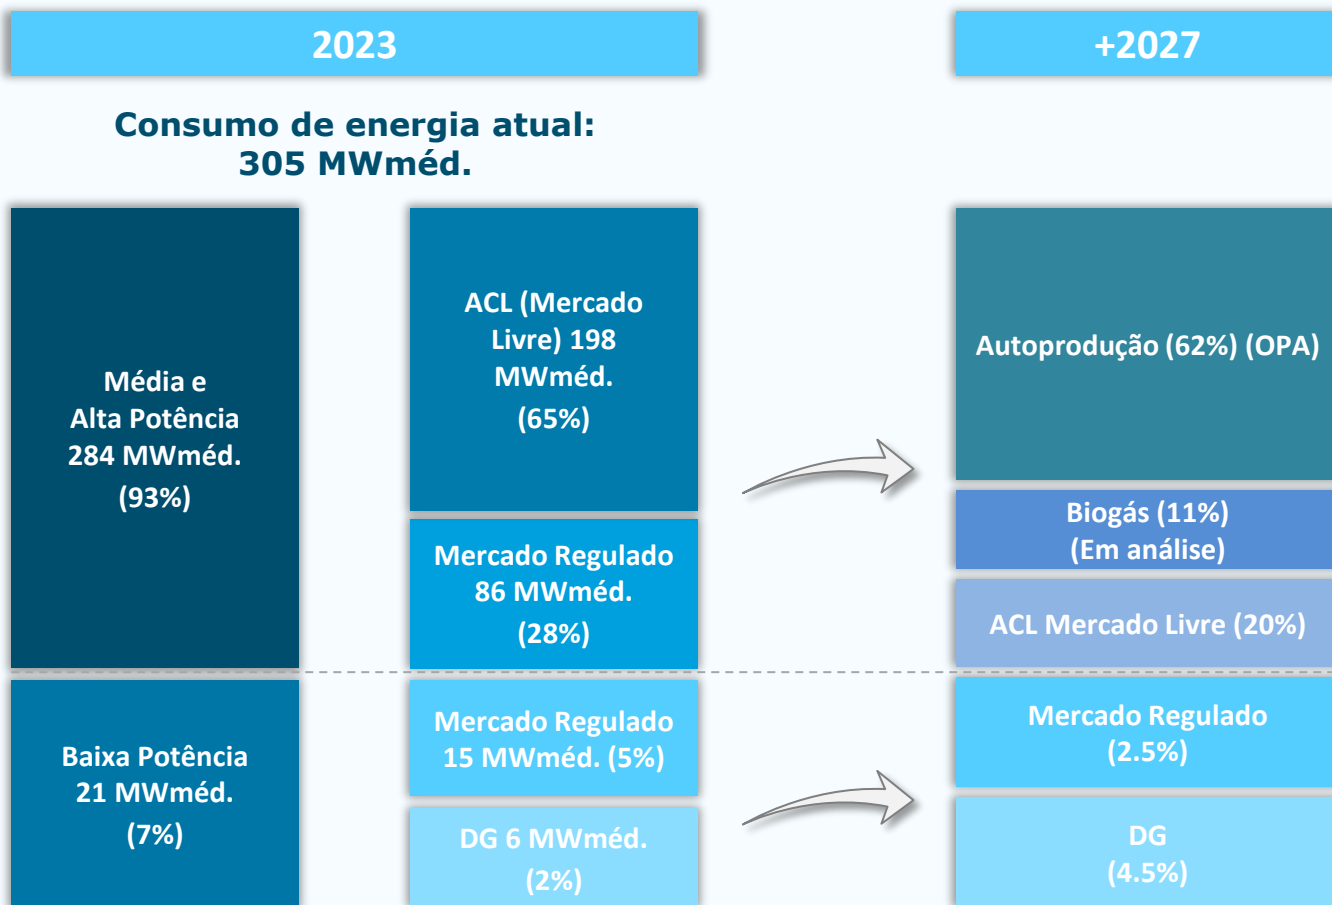 2023
+2027
Consumo de energia atual:
305 MWméd.
Média e
Alta Potência
284 MWméd.
(93%)
ACL (Mercado
Livre) 198
MWméd.
(65%)
Mercado Regulado
86 MWméd.
(28%)
Autoprodução (62%) (OPA)
Biogás (11%)
(Em análise)
ACL Mercado Livre (20%)
Baixa Potência
21 MWméd.
(7%)
Mercado Regulado
15 MWméd. (5%)
DG 6 MWméd.
(2%)
Mercado Regulado
(2.5%)
DG
(4.5%)